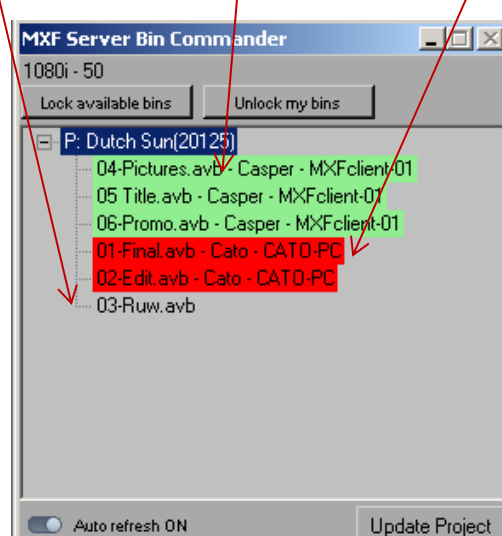 MXF Server Bin Commander
1080i - 50
Lock available bins
Unlock my bins
P: Dutch Sun(20125)
04-Pictures.avb - Casper - MXFclient-01
05 Title.avb - Casper - MXFclient-01
06-Promo.avb - Casper - MXFclient-01
01-Final.avb - Cato - CATO-PC
02-Edit.avb - Cato - CATO-PC
03-Ruw.avb
Auto refresh ON
Update Project